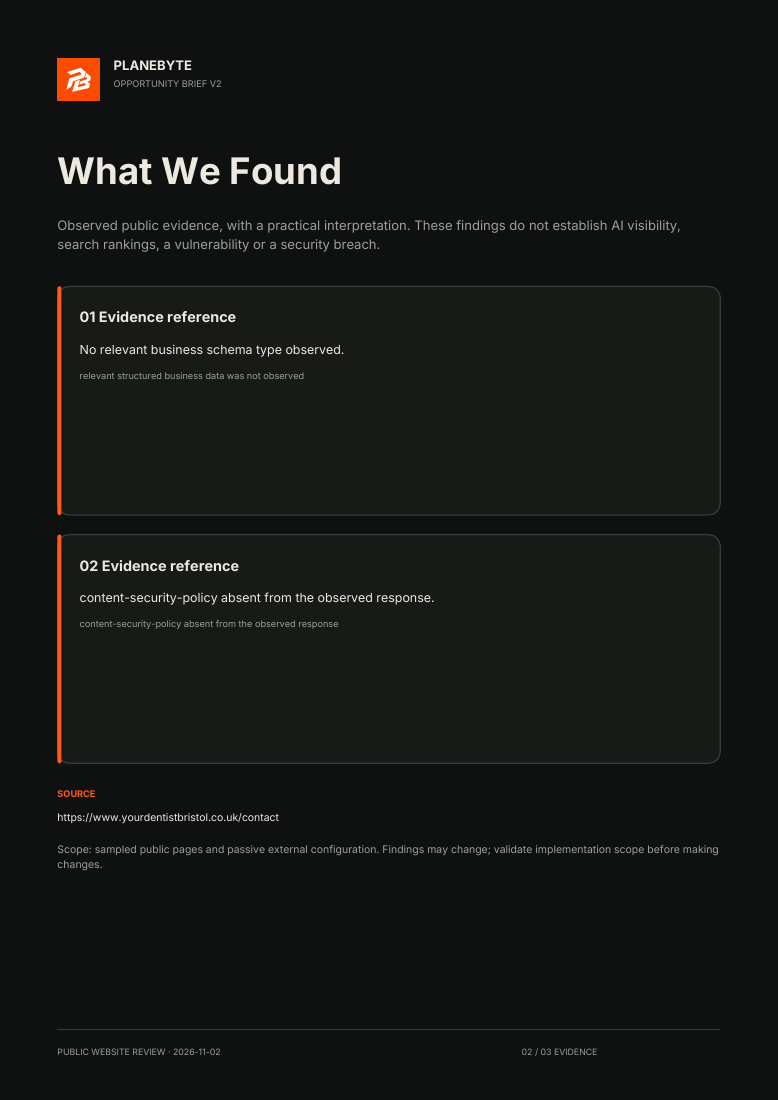 PLANEBYTE
OPPORTUNITY BRIEF V2
What We Found
Observed public evidence, with a practical interpretation. These findings do not establish AI visibility,
search rankings, a vulnerability or a security breach.
01 Evidence reference
No relevant business schema type observed.
relevant structured business data was not observed
02 Evidence reference
content-security-policy absent from the observed response.
content-security-policy absent from the observed response
SOURCE
https://www.yourdentistbristol.co.uk/contact
Scope: sampled public pages and passive external configuration. Findings may change; validate implementation scope before making
changes.
PUBLIC WEBSITE REVIEW · 2026-11-02
02 / 03 EVIDENCE